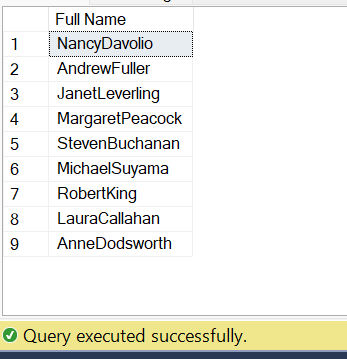 Full Name
1 NancyDavolio
2 AndrewFuller
3 JanetLeverling
4 MargaretPeacock
5 StevenBuchanan
6 MichaelSuyama
7 RobertKing
8 LauraCallahan
9 AnneDodsworth
Query executed successfully.